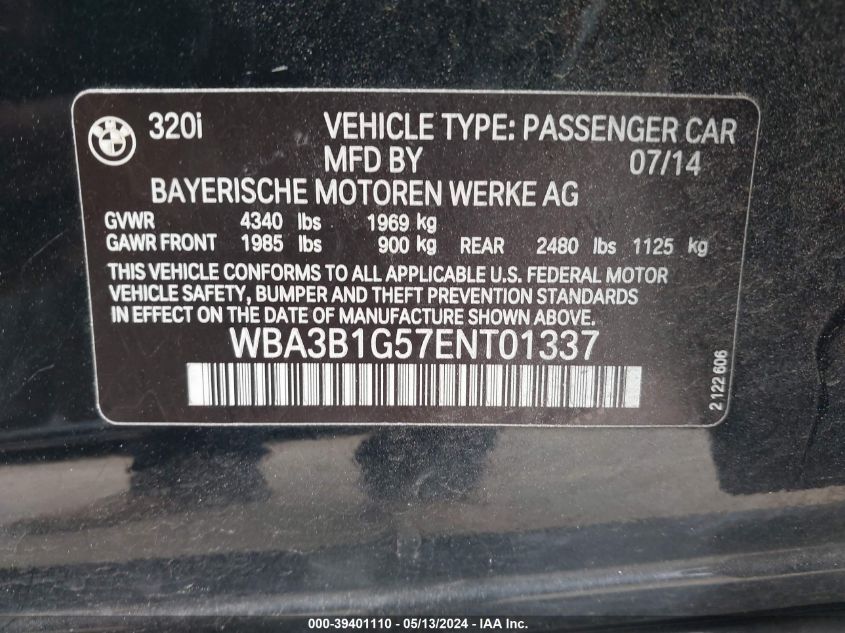 320i VEHICLE TYPE: PASSENGER CAR
MFD BY 07/14
BAYERISCHE MOTOREN WERKE AG
GVWR 4340 lbs 1969 kg
GAWR FRONT 1985 lbs 900 kg REAR 2480 lbs 1125 kg
THIS VEHICLE CONFORMS TO ALL APPLICABLE U.S. FEDERAL MOTOR
VEHICLE SAFETY, BUMPER AND THEFT PREVENTION STANDARDS
IN EFFECT ON THE DATE OF MANUFACTURE SHOWN ABOVE.
WBA3B1G57ENT01337
2 122 606
000-39401110 - 05/13/2024 - IAA Inc.